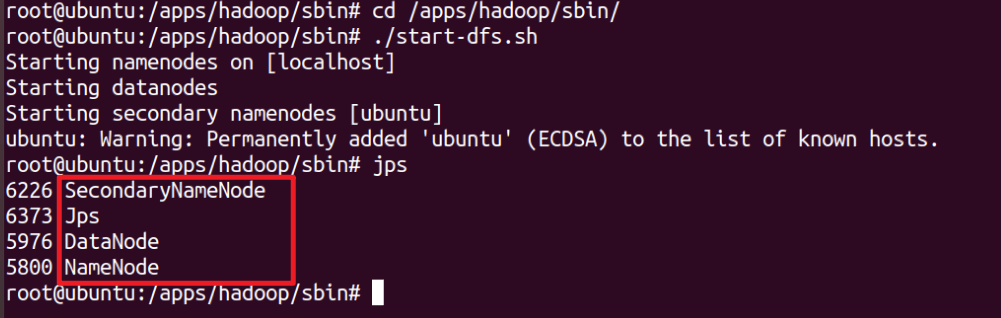 root@ubuntu:/apps/hadoop/sbin# cd /apps/hadoop/sbin/
root@ubuntu:/apps/hadoop/sbin# ./start-dfs.sh
Starting namenodes on [localhost]
Starting datanodes
Starting secondary namenodes [ubuntu]
ubuntu: Warning: Permanently added 'ubuntu' (ECDSA) to the list of known hosts.
root@ubuntu:/apps/hadoop/sbin# jps
6226 SecondaryNameNode
6373 Jps
5976 DataNode
5800 NameNode
root@ubuntu:/apps/hadoop/sbin#